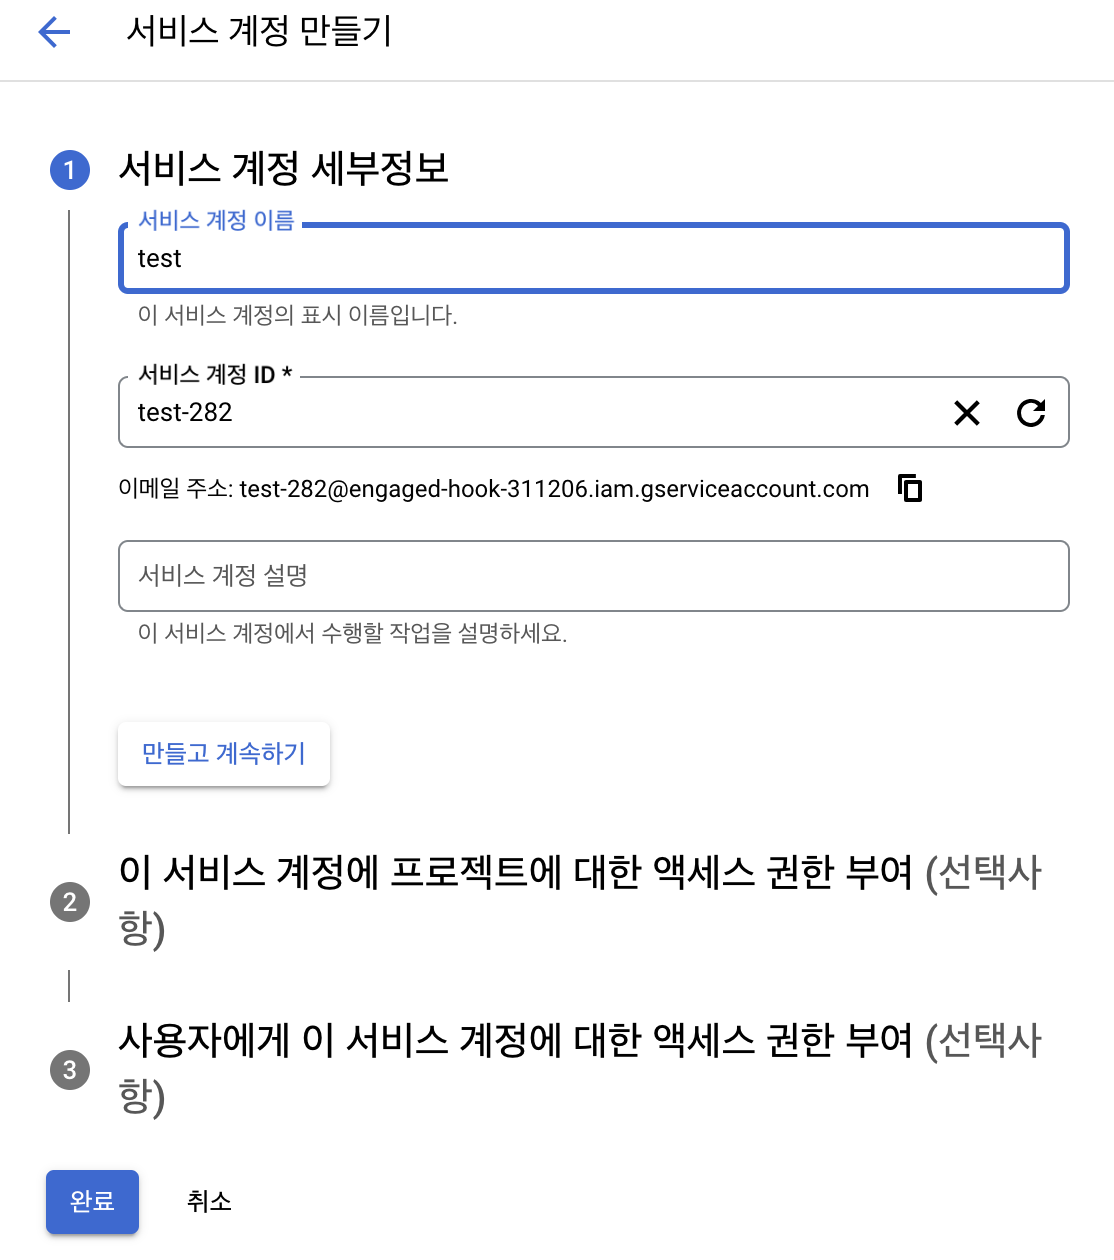 서비스 계정 만들기
1 서비스 계정 세부정보
서비스 계정 이름
test
이 서비스 계정의 표시 이름입니다.
서비스 계정 ID *
test-282
이메일 주소: test-282@engaged-hook-311206.iam.gserviceaccount.com
서비스 계정 설명
이 서비스 계정에서 수행할 작업을 설명하세요.
만들고 계속하기
2 이 서비스 계정에 프로젝트에 대한 액세스 권한 부여 (선택사
항)
3 사용자에게 이 서비스 계정에 대한 액세스 권한 부여 (선택사
항)
완료 취소